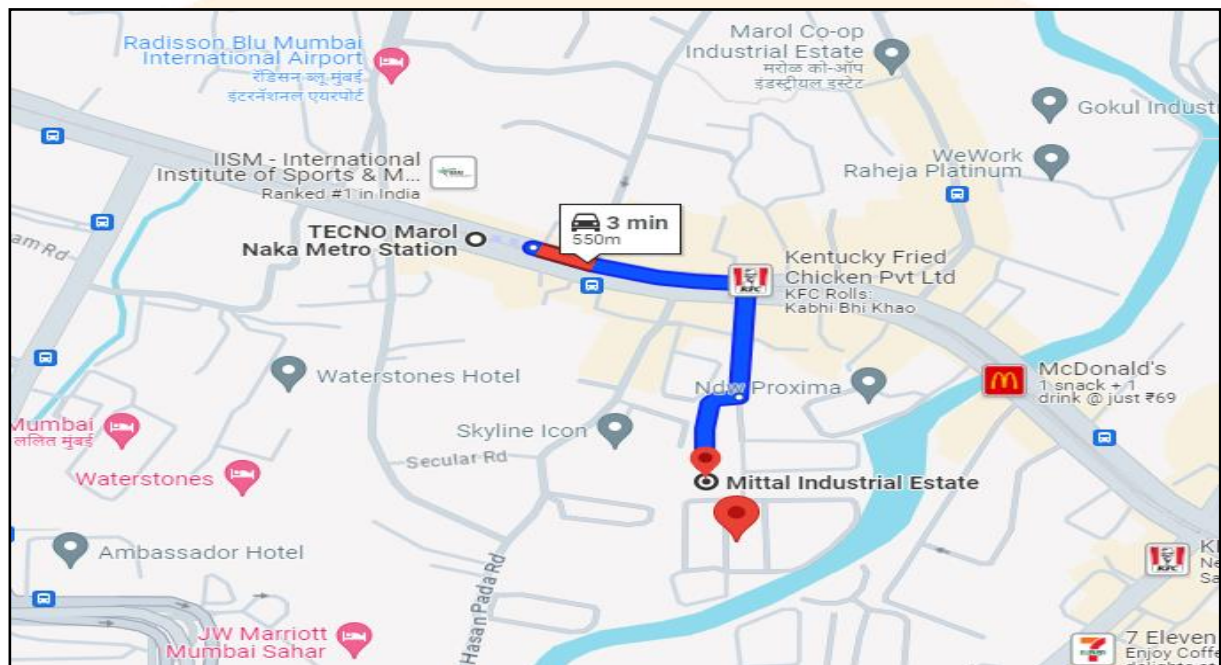 Radisson Blu Mumbai
International Airport
रॅडिसन ब्लू मुंबई
इंटरनॅशनल एयरपोर्ट
Marol Co-op
Industrial Estate
मरोळ को-ऑप
इंडस्ट्रीयल इस्टेट
Gokul Indust
IISM - International
Institute of Sports & M...
Ranked #1 in India
WeWork
Raheja Platinum
TECNO Marol
Naka Metro Station
3 min
550m
am Rd
Kentucky Fried
Chicken Pvt Ltd
KFC Rolls:
Kabhi Bhi Khao
KFC
Waterstones Hotel
Ndw Proxima
McDonald's
1 snack + 1
drink @ just ₹69
Mumbai
ललित मुंबई
Skyline Icon
Secular Rd
Waterstones
Mittal Industrial Estate
Ambassador Hotel
Hasan Pada Rd
KFC
Ne
Sa
JW Marriott
Mumbai Sahar
7 Eleven
Enjoy Coffe